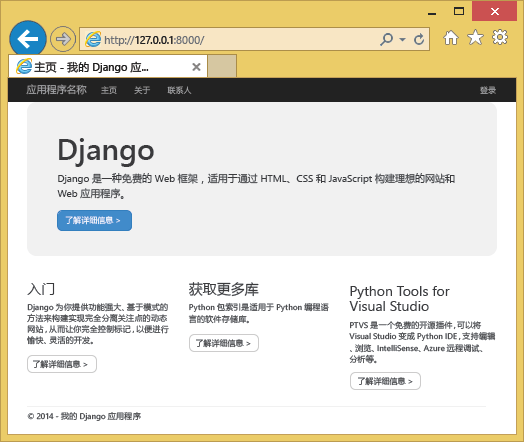 http://127.0.0.1:8000/
主页 - 我的 Django 应...
应用程序名称 主页 关于 联系人 登录
Django
Django 是一种免费的 Web 框架，适用于通过 HTML、CSS 和 JavaScript 构建理想的网站和
Web 应用程序。
了解详细信息 >
入门
Django 为你提供功能强大、基于模式的
方法来构建实现完全分离关注点的动态
网站，从而让你完全控制标记，以便进行
愉快、灵活的开发。
了解详细信息 >
获取更多库
Python 包索引是适用于 Python 编程语
言的软件存储库。
了解详细信息 >
Python Tools for
Visual Studio
PTVS 是一个免费的开源插件，可以将
Visual Studio 变成 Python IDE，支持编辑
、浏览、IntelliSense、Azure 远程调试、
分析等。
了解详细信息 >
© 2014 - 我的 Django 应用程序